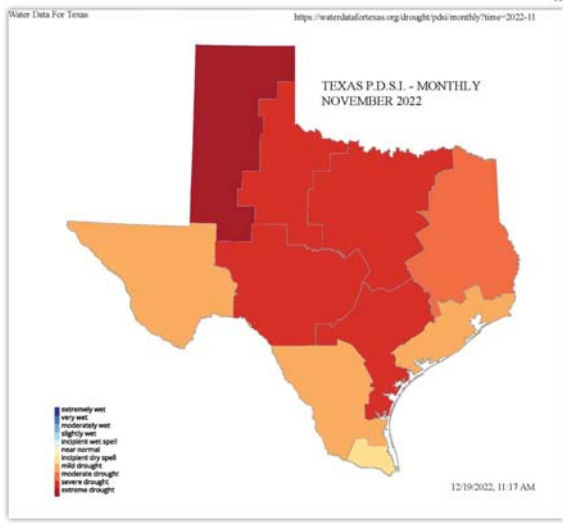 Water Data For Texas
https://waterdatafortexas.org/drought/pdsi/monthly?time=2022-11
TEXAS P.D.S.I. - MONTHLY
NOVEMBER 2022
extremely wet
very wet
moderately wet
slightly wet
incipient wet spell
near normal
incipient dry spell
mild drought
moderate drought
severe drought
extreme drought
12/19/2022, 11:17 AM